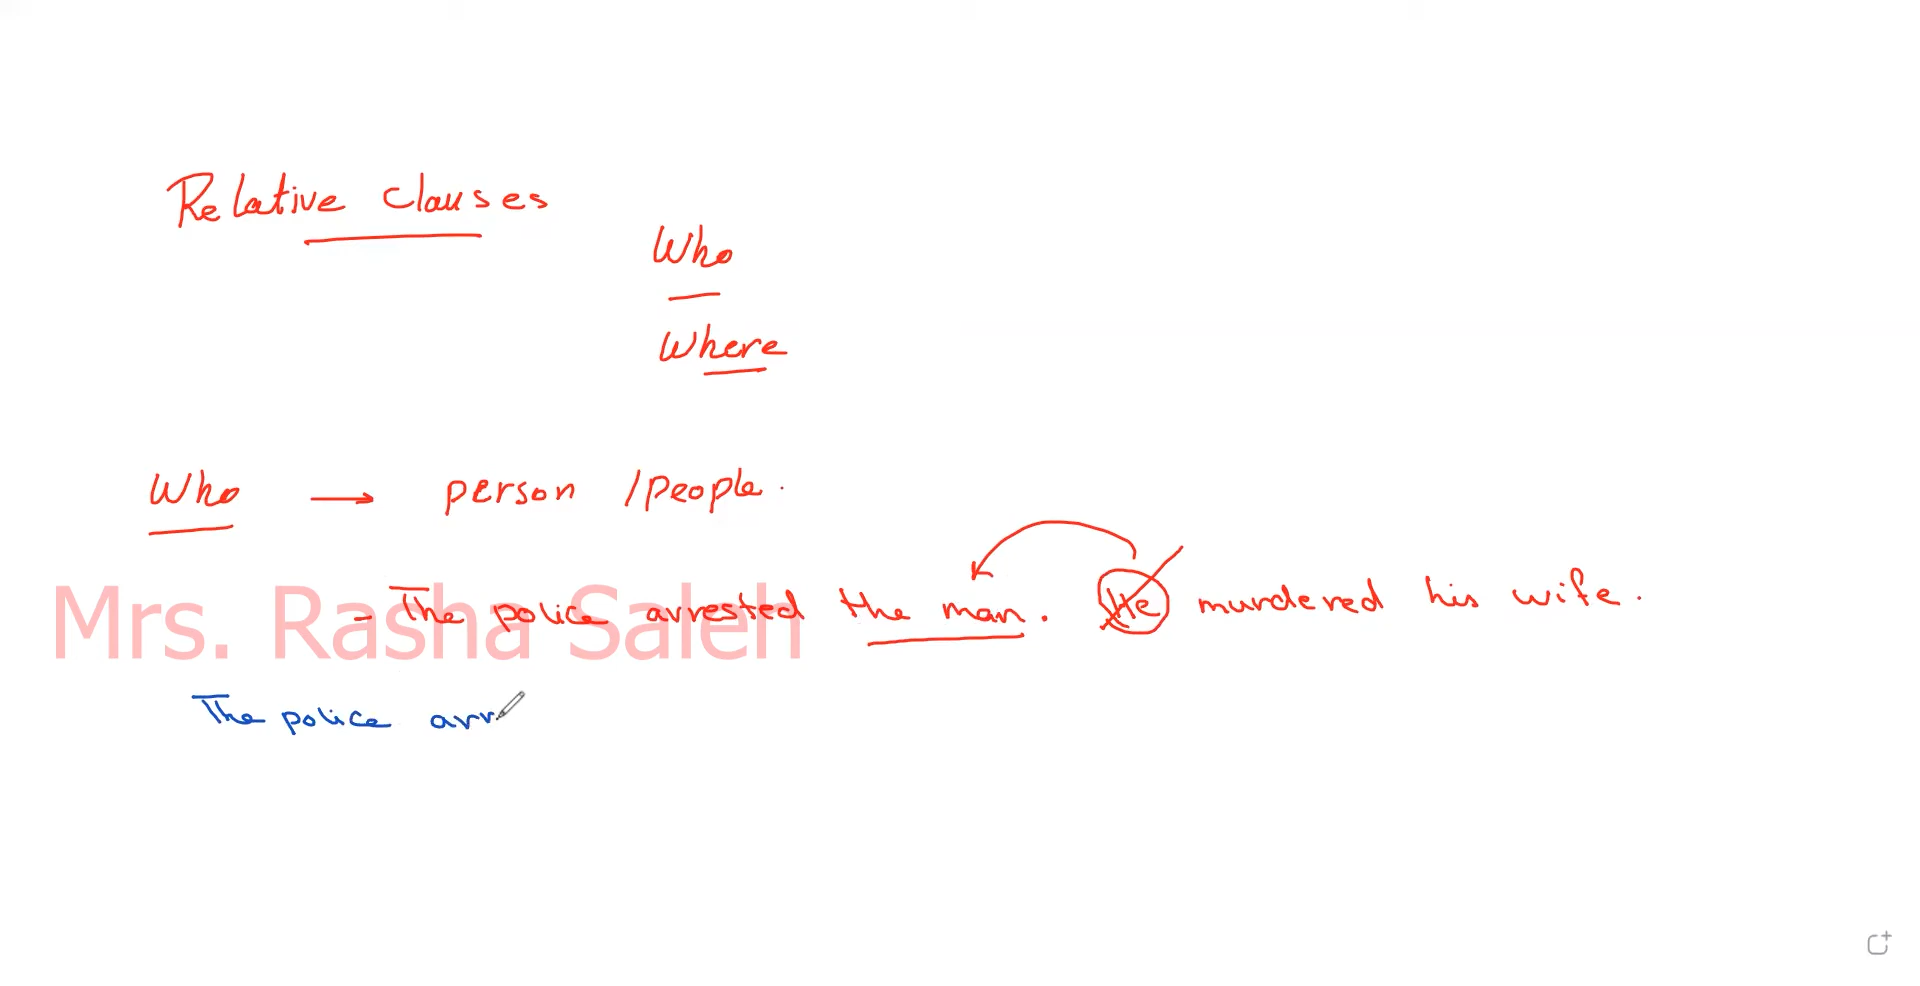 Relative clauses
Who
Where
Who → person /people.
- The police arrested the man. He murdered his wife.
Mrs. Rasha Saleh
The police arr